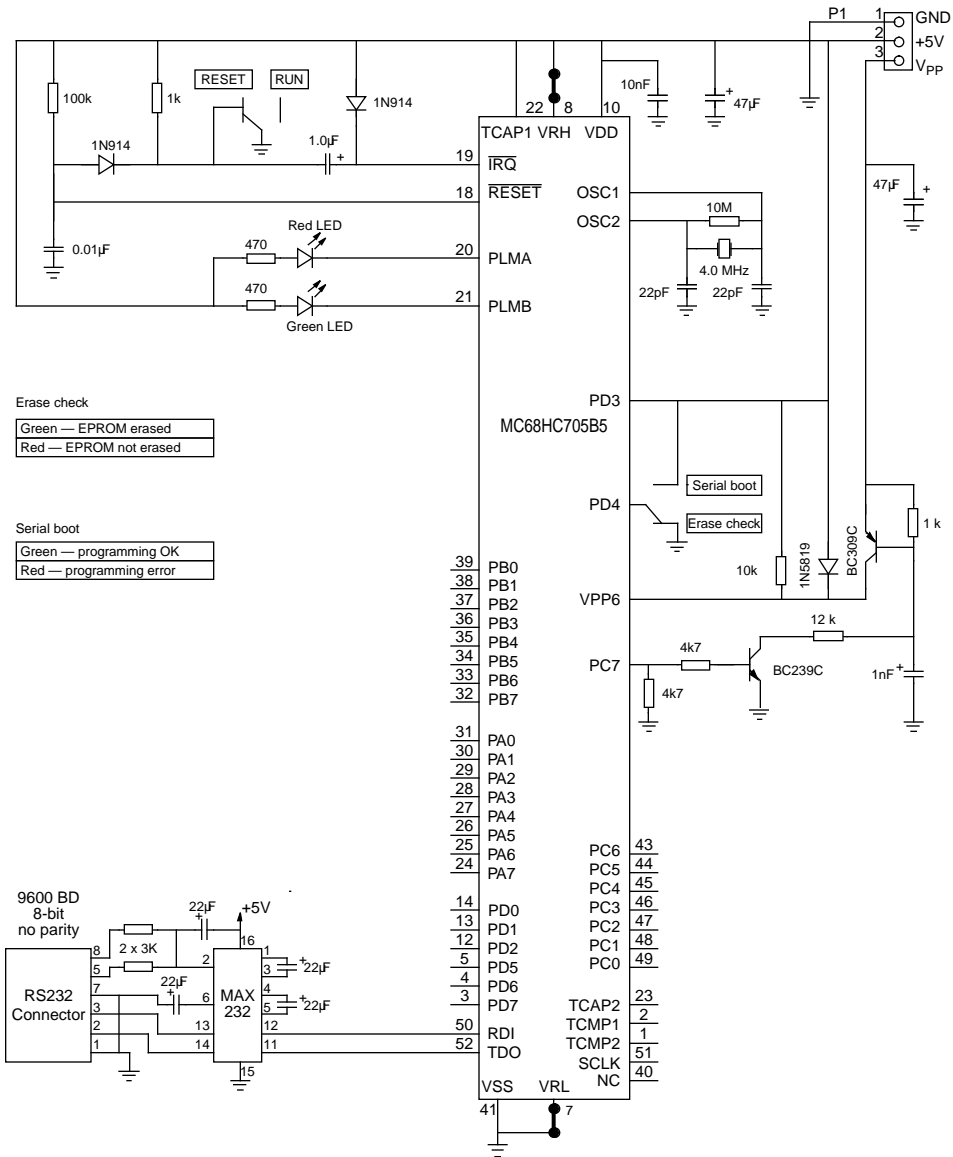 P1
1
GND
2
+5V
3
VPP
100k
1k
RESET
RUN
1N914
1N914
1.0µF
+
10nF
+
47µF
22
8
10
TCAP1
VRH
VDD
19
IRQ
18
RESET
OSC1
OSC2
10M
4.0 MHz
22pF
22pF
47µF
+
0.01µF
470
Red LED
20
PLMA
470
Green LED
21
PLMB
Erase check
Green — EPROM erased
Red — EPROM not erased
PD3
MC68HC705B5
Serial boot
PD4
Erase check
Serial boot
Green — programming OK
Red — programming error
10k
1N5819
BC309C
1 k
VPP6
12 k
PC7
4k7
4k7
BC239C
1nF
+
39
PB0
38
PB1
37
PB2
36
PB3
35
PB4
34
PB5
33
PB6
32
PB7
31
PA0
30
PA1
29
PA2
28
PA3
27
PA4
26
PA5
25
PA6
24
PA7
PC6
43
PC5
44
PC4
45
PC3
46
PC2
47
PC1
48
PC0
49
14
PD0
13
PD1
12
PD2
5
PD5
4
PD6
3
PD7
TCAP2
23
TCMP1
2
TCMP2
1
SCLK
51
NC
40
50
RDI
52
TDO
VSS
VRL
41
7
9600 BD
8-bit
no parity
RS232
Connector
8
5
7
3
2
1
2 x 3K
22µF
+
+5V
16
2
1
3
+
22µF
22µF
+
6
MAX
232
4
5
+
22µF
13
12
14
11
15